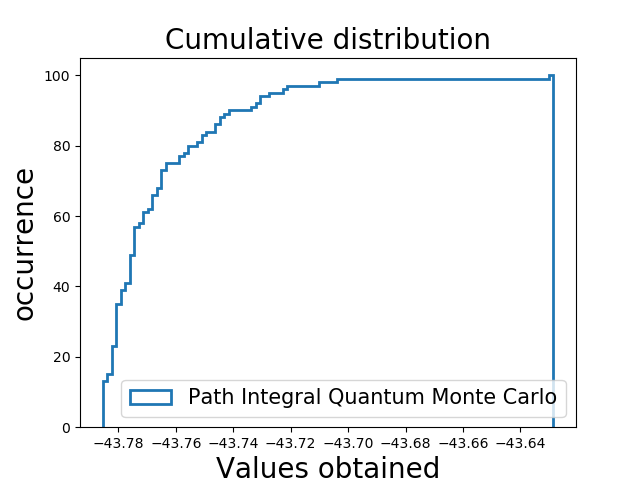 Cumulative distribution
occurrence
100
80
60
40
20
0
Path Integral Quantum Monte Carlo
−43.78 −43.76 −43.74 −43.72 −43.70 −43.68 −43.66 −43.64
Values obtained